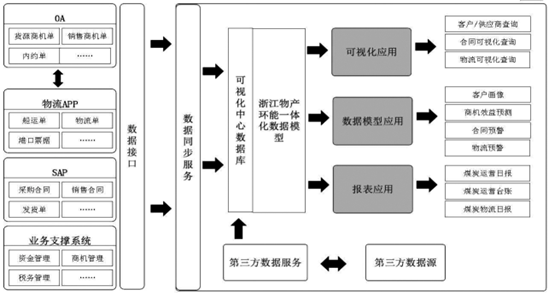 OA
货源商机单
销售商机单
内约单
……
物流APP
船运单
物流单
港口票据
……
SAP
采购合同
销售合同
发货单
……
业务支撑系统
资金管理
商机管理
税务管理
……
数据接口
数据同步服务
可视化中心数据库
浙江物产
环能一体
化数据模
型
可视化应用
数据模型应用
报表应用
客户/供应商查询
合同可视化查询
物流可视化查询
客户画像
商机效益预测
合同预警
物流预警
煤炭运营日报
煤炭运营台账
煤炭物流日报
第三方数据服务
第三方数据源